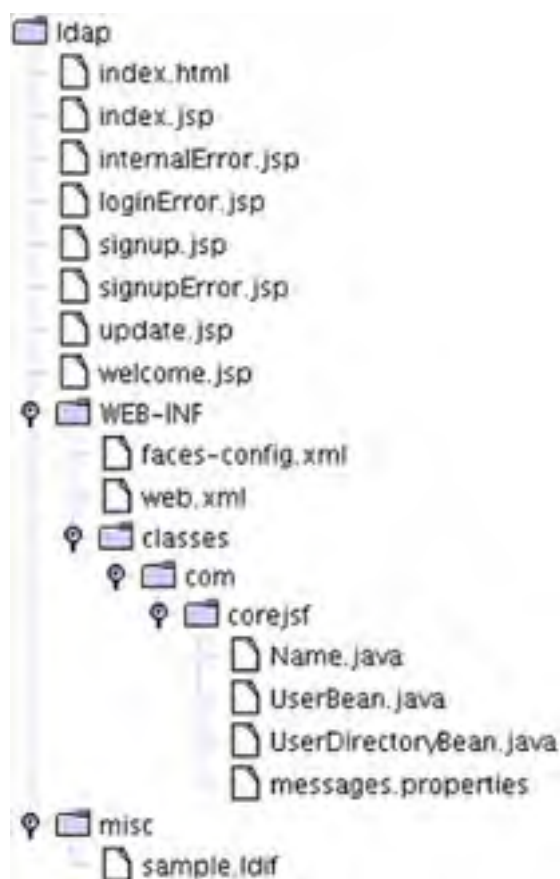 ldap
index.html
index.jsp
internalError.jsp
loginError.jsp
signup.jsp
signupError.jsp
update.jsp
welcome.jsp
WEB-INF
faces-config.xml
web.xml
classes
com
corejsf
Name.java
UserBean.java
UserDirectoryBean.java
messages.properties
misc
sample.ldif